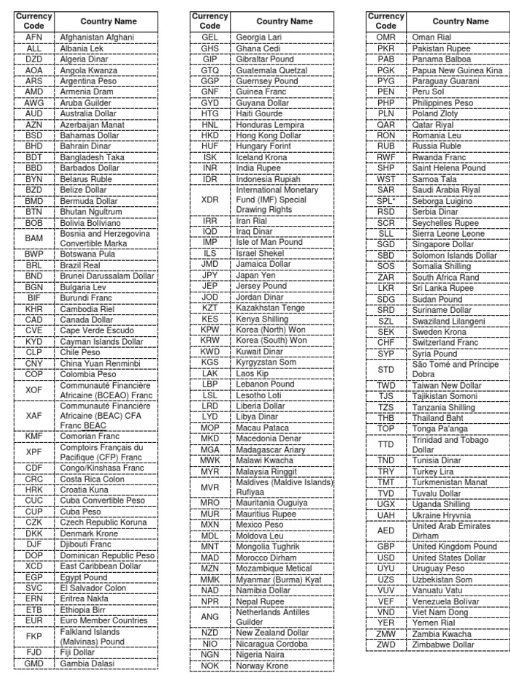 Currency Code Country Name
AFN Afghanistan Afghani
ALL Albania Lek
DZD Algeria Dinar
AOA Angola Kwanza
ARS Argentina Peso
AMD Armenia Dram
AWG Aruba Guilder
AUD Australia Dollar
AZN Azerbaijan Manat
BSD Bahamas Dollar
BHD Bahrain Dinar
BDT Bangladesh Taka
BBD Barbados Dollar
BYN Belarus Ruble
BZD Belize Dollar
BMD Bermuda Dollar
BTN Bhutan Ngultrum
BOB Bolivia Boliviano
BAM Bosnia and Herzegovina
Convertible Marka
BWP Botswana Pula
BRL Brazil Real
BND Brunei Darussalam Dollar
BGN Bulgaria Lev
BIF Burundi Franc
KHR Cambodia Riel
CAD Canada Dollar
CVE Cape Verde Escudo
KYD Cayman Islands Dollar
CLP Chile Peso
CNY China Yuan Renminbi
COP Colombia Peso
XOF Communauté Financière
Africaine (BCEAO) Franc
XAF Communauté Financière
Africaine (BEAC) CFA
Franc BEAC
KMF Comorian Franc
XPF Comptoirs Français du
Pacifique (CFP) Franc
CDF Congo/Kinshasa Franc
CRC Costa Rica Colon
HRK Croatia Kuna
CUC Cuba Convertible Peso
CUP Cuba Peso
CZK Czech Republic Koruna
DKK Denmark Krone
DJF Djibouti Franc
DOP Dominican Republic Peso
XCD East Caribbean Dollar
EGP Egypt Pound
SVC El Salvador Colon
ERN Eritrea Nakfa
ETB Ethiopia Birr
EUR Euro Member Countries
FKP Falkland Islands
(Malvinas) Pound
FJD Fiji Dollar
GMD Gambia Dalasi
Currency Code Country Name
GEL Georgia Lari
GHS Ghana Cedi
GIP Gibraltar Pound
GTQ Guatemala Quetzal
GGP Guernsey Pound
GNF Guinea Franc
GYD Guyana Dollar
HTG Haiti Gourde
HNL Honduras Lempira
HKD Hong Kong Dollar
HUF Hungary Forint
ISK Iceland Krona
INR India Rupee
IDR Indonesia Rupiah
XDR International Monetary
Fund (IMF) Special
Drawing Rights
IRR Iran Rial
IQD Iraq Dinar
IMP Isle of Man Pound
ILS Israel Shekel
JMD Jamaica Dollar
JPY Japan Yen
JEP Jersey Pound
JOD Jordan Dinar
KZT Kazakhstan Tenge
KES Kenya Shilling
KPW Korea (North) Won
KRW Korea (South) Won
KWD Kuwait Dinar
KGS Kyrgyzstan Som
LAK Laos Kip
LBP Lebanon Pound
LSL Lesotho Loti
LRD Liberia Dollar
LYD Libya Dinar
MOP Macau Pataca
MKD Macedonia Denar
MGA Madagascar Ariary
MWK Malawi Kwacha
MYR Malaysia Ringgit
MVR Maldives (Maldive Islands)
Rufiyaa
MRO Mauritania Ouguiya
MUR Mauritius Rupee
MXN Mexico Peso
MDL Moldova Leu
MNT Mongolia Tughrik
MAD Morocco Dirham
MZN Mozambique Metical
MMK Myanmar (Burma) Kyat
NAD Namibia Dollar
NPR Nepal Rupee
ANG Netherlands Antilles
Guilder
NZD New Zealand Dollar
NIO Nicaragua Cordoba
NGN Nigeria Naira
NOK Norway Krone
Currency Code Country Name
OMR Oman Rial
PKR Pakistan Rupee
PAB Panama Balboa
PGK Papua New Guinea Kina
PYG Paraguay Guarani
PEN Peru Sol
PHP Philippines Peso
PLN Poland Zloty
QAR Qatar Riyal
RON Romania Leu
RUB Russia Ruble
RWF Rwanda Franc
SHP Saint Helena Pound
WST Samoa Tala
SAR Saudi Arabia Riyal
SPL* Seborga Luigino
RSD Serbia Dinar
SCR Seychelles Rupee
SLL Sierra Leone Leone
SGD Singapore Dollar
SBD Solomon Islands Dollar
SOS Somalia Shilling
ZAR South Africa Rand
LKR Sri Lanka Rupee
SDG Sudan Pound
SRD Suriname Dollar
SZL Swaziland Lilangeni
SEK Sweden Krona
CHF Switzerland Franc
SYP Syria Pound
STD São Tomé and Príncipe
Dobra
TWD Taiwan New Dollar
TJS Tajikistan Somoni
TZS Tanzania Shilling
THB Thailand Baht
TOP Tonga Pa'anga
TTD Trinidad and Tobago
Dollar
TND Tunisia Dinar
TRY Turkey Lira
TMT Turkmenistan Manat
TVD Tuvalu Dollar
UGX Uganda Shilling
UAH Ukraine Hryvnia
AED United Arab Emirates
Dirham
GBP United Kingdom Pound
USD United States Dollar
UYU Uruguay Peso
UZS Uzbekistan Som
VUV Vanuatu Vatu
VEF Venezuela Bolívar
VND Viet Nam Dong
YER Yemen Rial
ZMW Zambia Kwacha
ZWD Zimbabwe Dollar